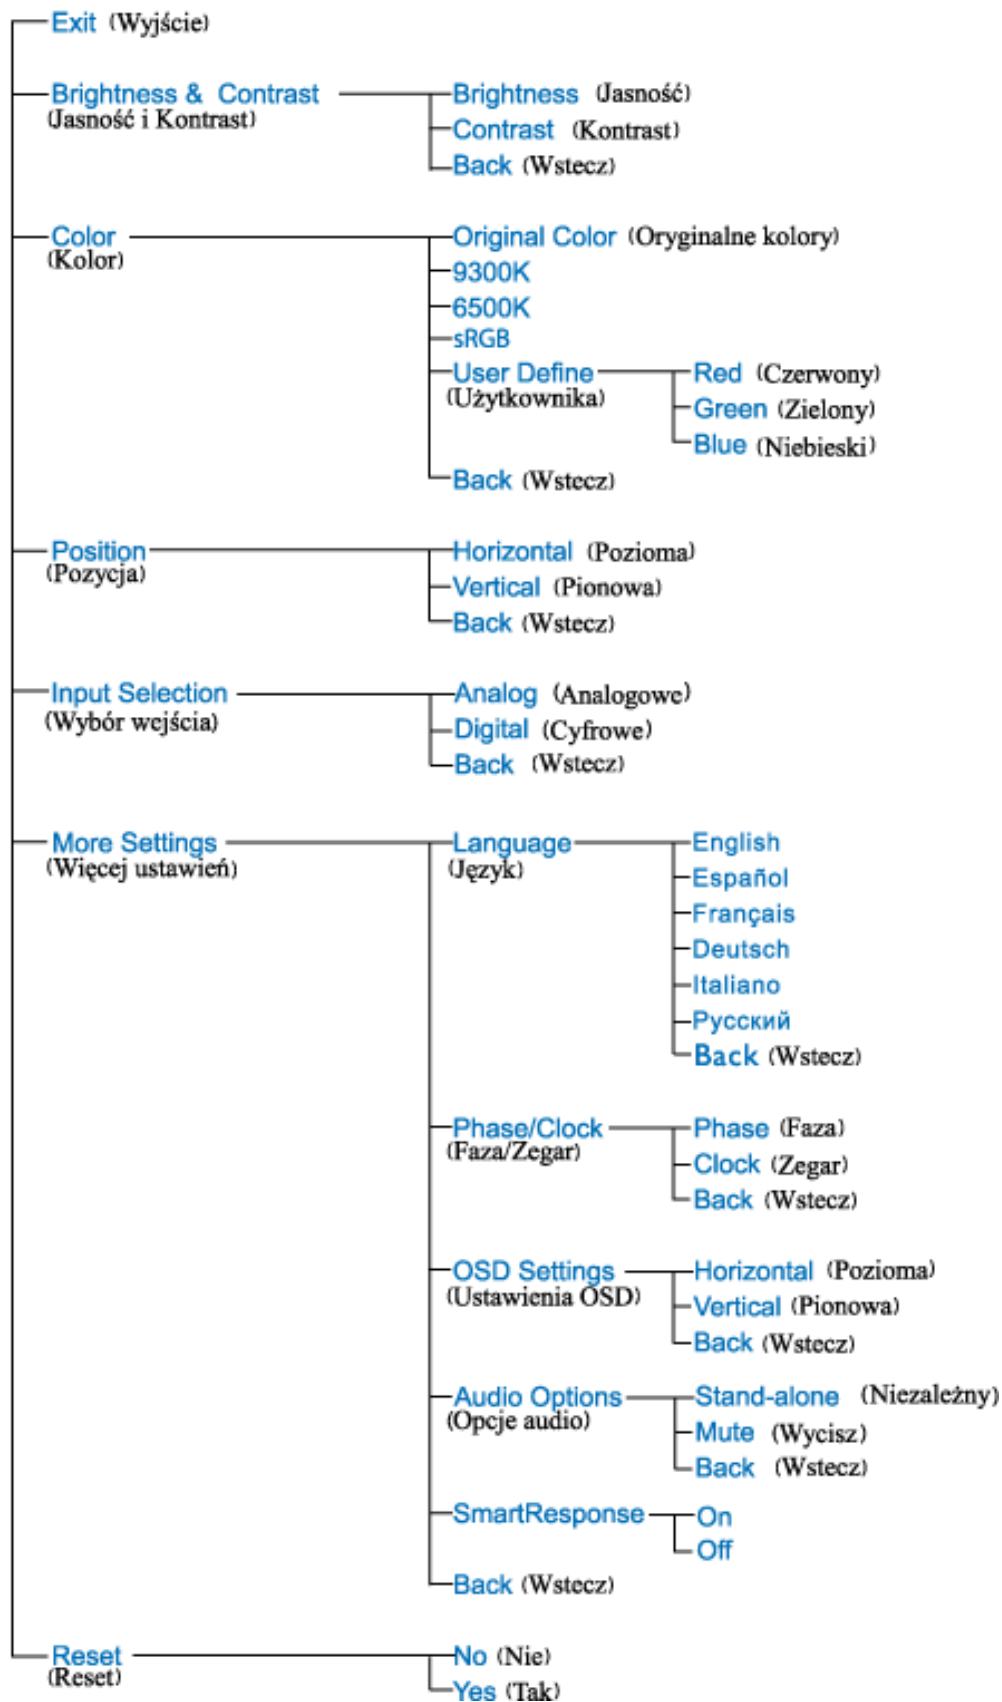 Exit (Wyjście)
Brightness & Contrast
(Jasność i Kontrast)
Brightness (Jasność)
Contrast (Kontrast)
Back (Wstecz)
Color
(Kolor)
Original Color (Oryginalne kolory)
9300K
6500K
sRGB
User Define
(Użytkownika)
Red (Czerwony)
Green (Zielony)
Blue (Niebieski)
Back (Wstecz)
Position
(Pozycja)
Horizontal (Pozioma)
Vertical (Pionowa)
Back (Wstecz)
Input Selection
(Wybór wejścia)
Analog (Analogowe)
Digital (Cyfrowe)
Back (Wstecz)
More Settings
(Więcej ustawień)
Language
(Język)
English
Español
Français
Deutsch
Italiano
Русский
Back (Wstecz)
Phase/Clock
(Faza/Zegar)
Phase (Faza)
Clock (Zegar)
Back (Wstecz)
OSD Settings
(Ustawienia OSD)
Horizontal (Pozioma)
Vertical (Pionowa)
Back (Wstecz)
Audio Options
(Opcje audio)
Stand-alone (Niezależny)
Mute (Wycisz)
Back (Wstecz)
SmartResponse
On
Off
Back (Wstecz)
Reset
(Reset)
No (Nie)
Yes (Tak)